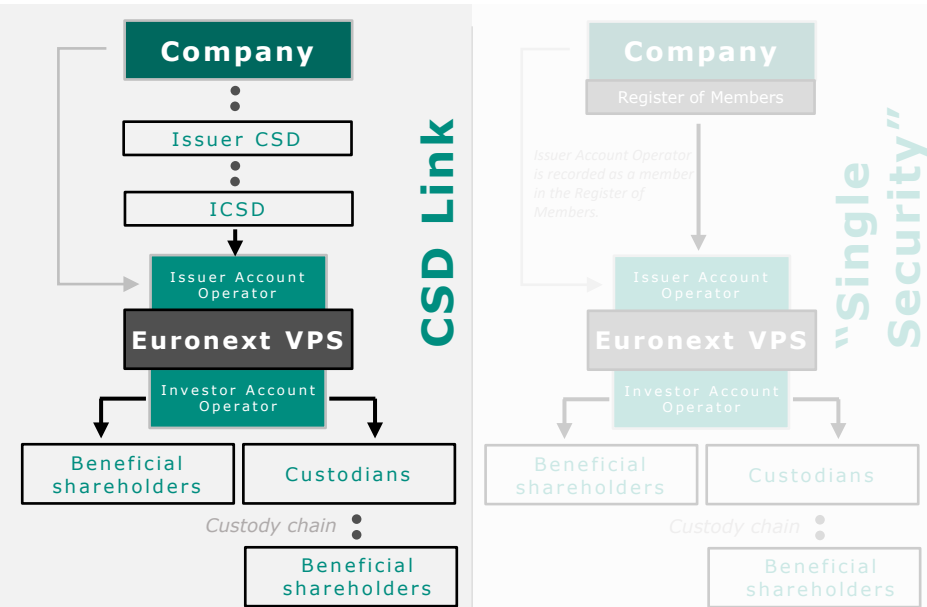 Company
Issuer CSD
ICSD
Issuer Account
Operator
Euronext VPS
Investor Account
Operator
Beneficial
shareholders
Custodians
Custody chain
Beneficial
shareholders
CSD Link
Company
Register of Members
Issuer Account Operator
is recorded as a member
in the Register of
Members.
Issuer Account
Operator
Euronext VPS
Investor Account
Operator
Beneficial
shareholders
Custodians
Custody chain
Beneficial
shareholders
"Single
Security"